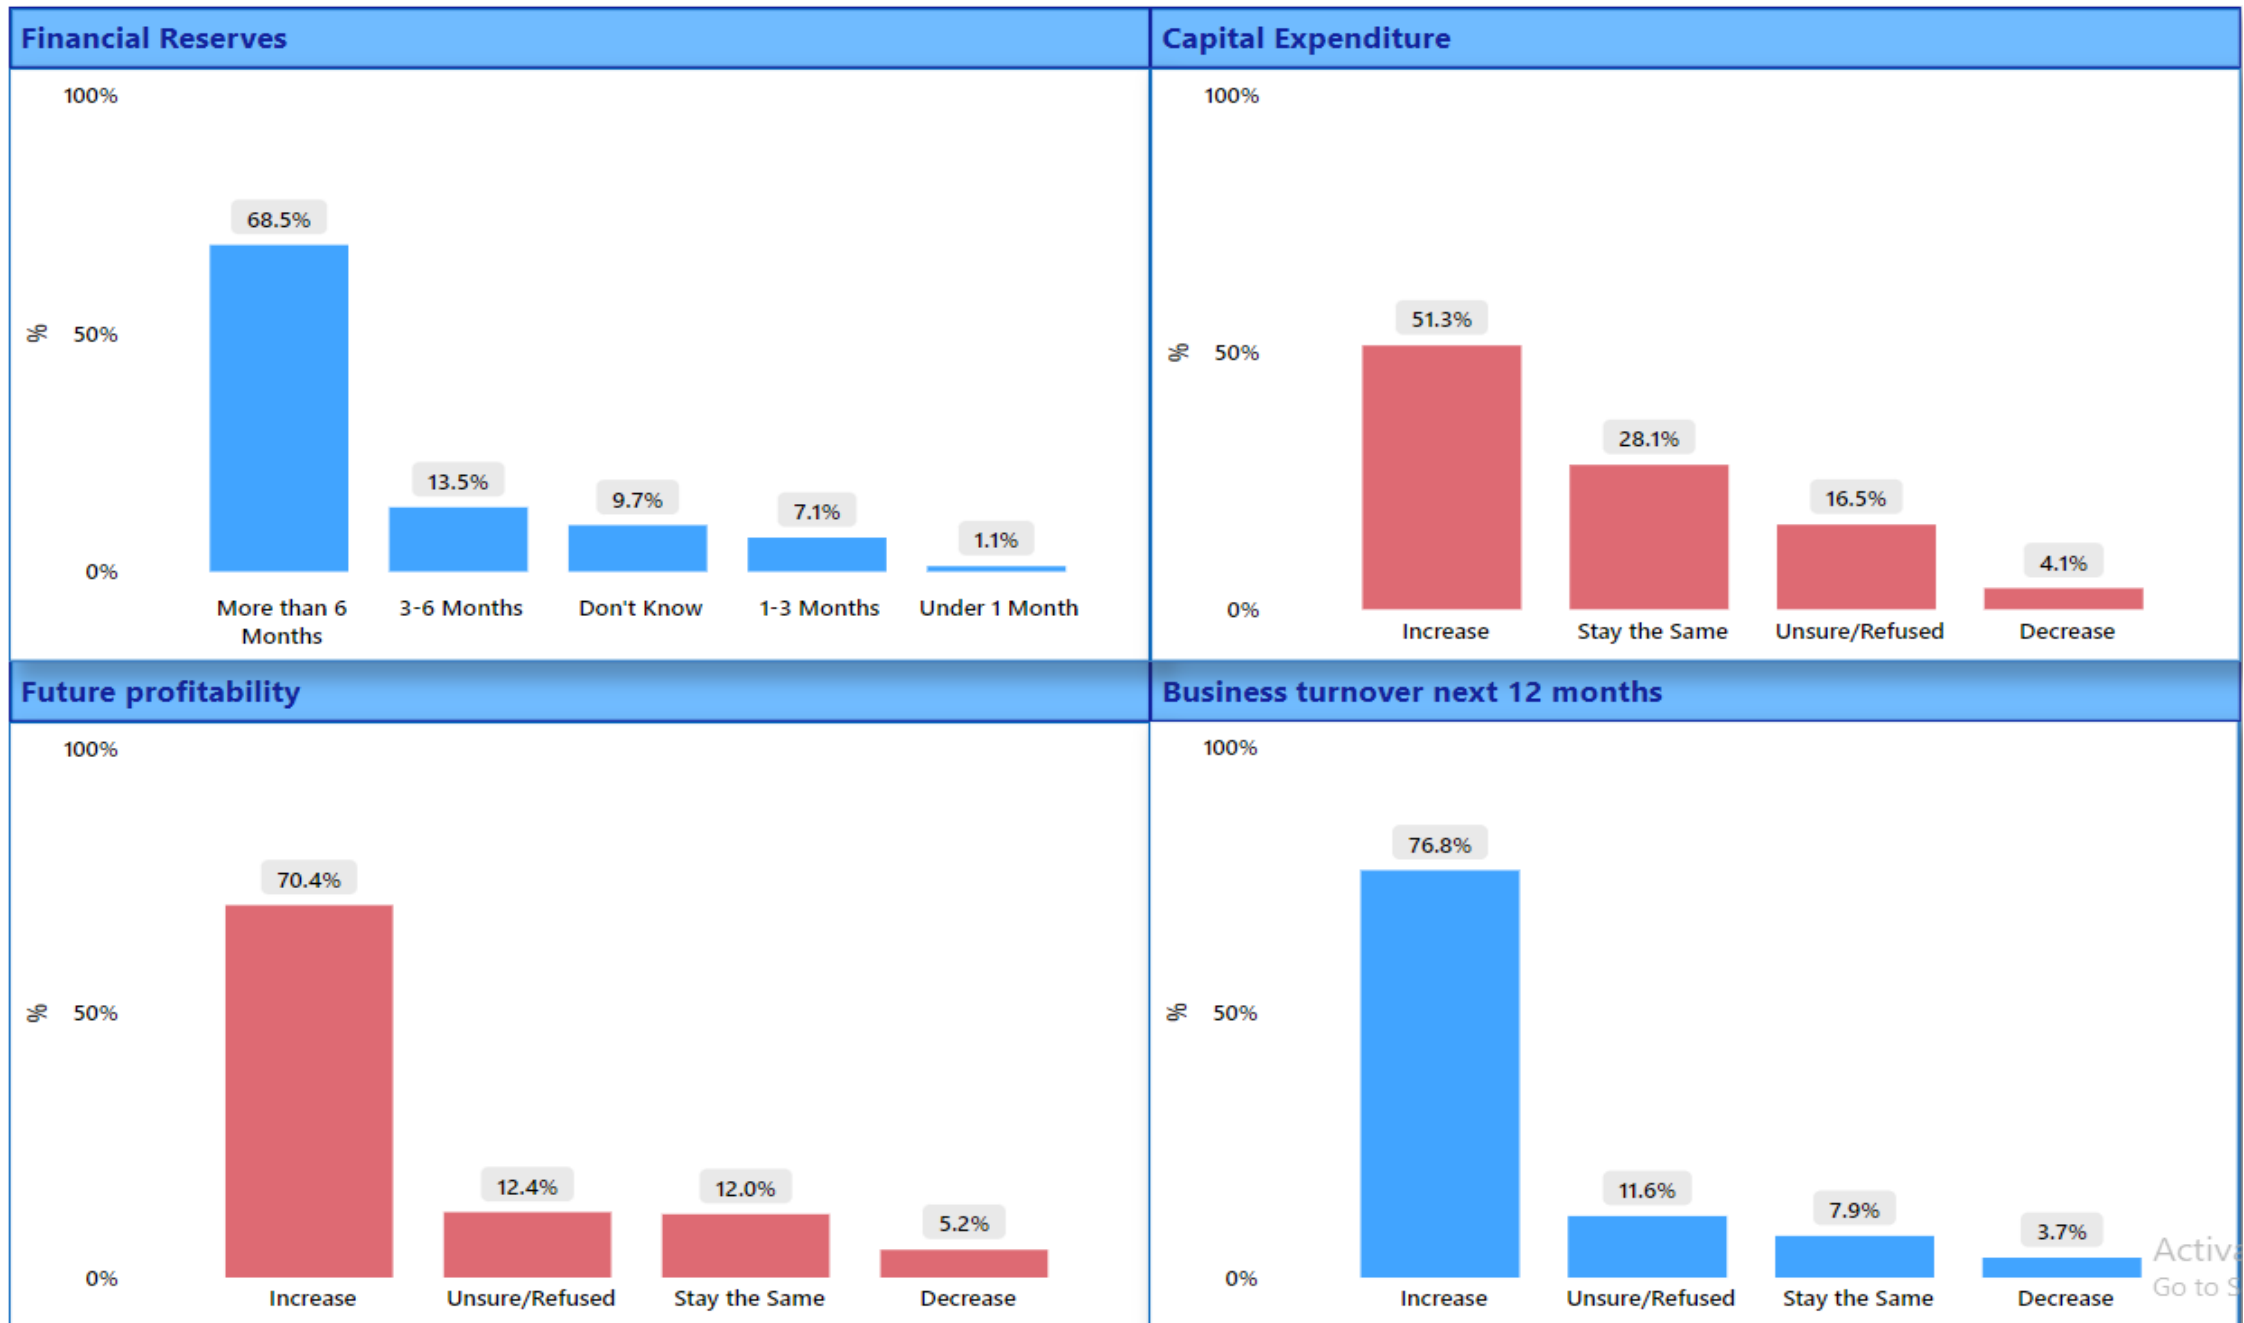 Financial Reserves
100%
68.5%
50%
%
13.5%
9.7%
7.1%
1.1%
0%
More than 6
Months
3-6 Months
Don't Know
1-3 Months
Under 1 Month
Capital Expenditure
100%
51.3%
50%
%
28.1%
16.5%
4.1%
0%
Increase
Stay the Same
Unsure/Refused
Decrease
Future profitability
100%
70.4%
50%
%
12.4%
12.0%
5.2%
0%
Increase
Unsure/Refused
Stay the Same
Decrease
Business turnover next 12 months
100%
76.8%
50%
%
11.6%
7.9%
3.7%
0%
Increase
Unsure/Refused
Stay the Same
Decrease
Go to